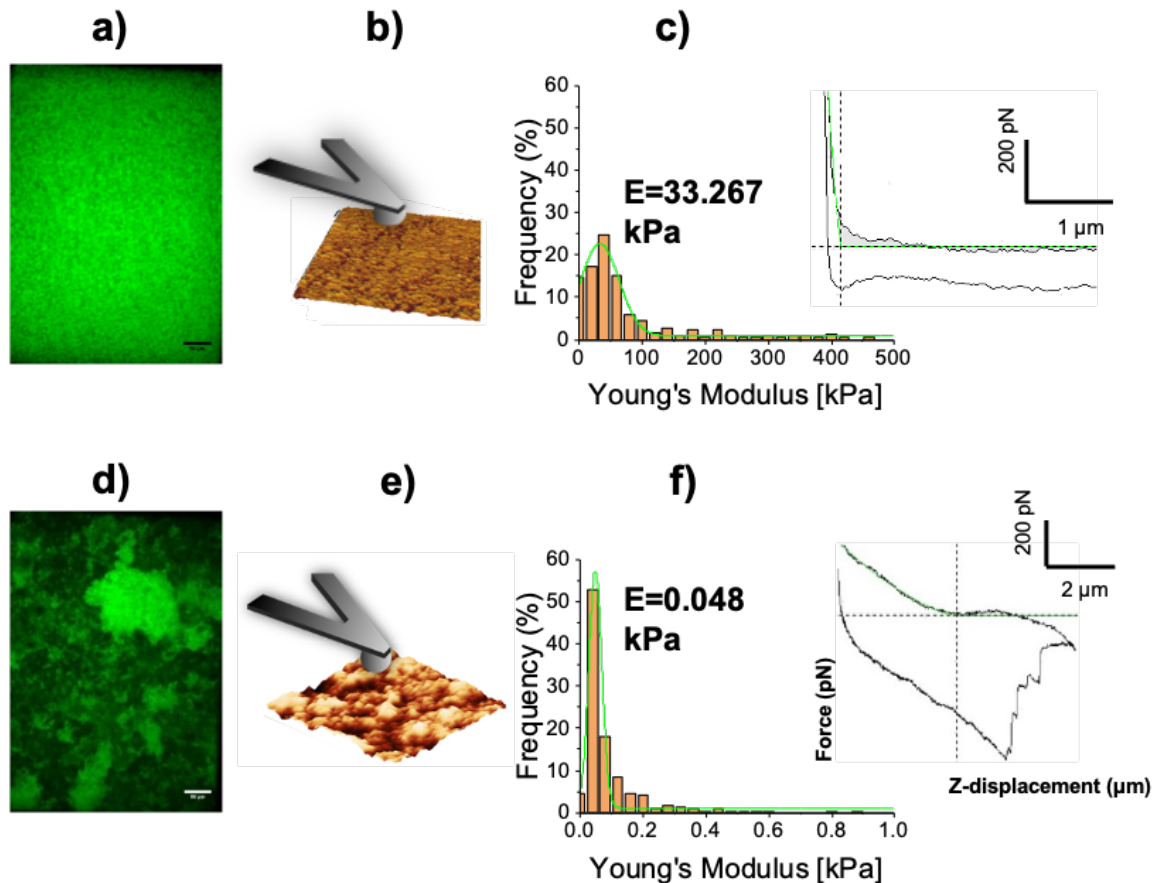 a)
b)
c)
Frequency (%)
60
50
40
30
20
10
0
0 100 200 300 400 500
Young's Modulus [kPa]
E=33.267
kPa
200 pN
1 µm
d)
e)
f)
Frequency (%)
60
50
40
30
20
10
0
0.0 0.2 0.4 0.6 0.8 1.0
Young's Modulus [kPa]
E=0.048
kPa
200 pN
2 µm
Force (pN)
Z-displacement (µm)